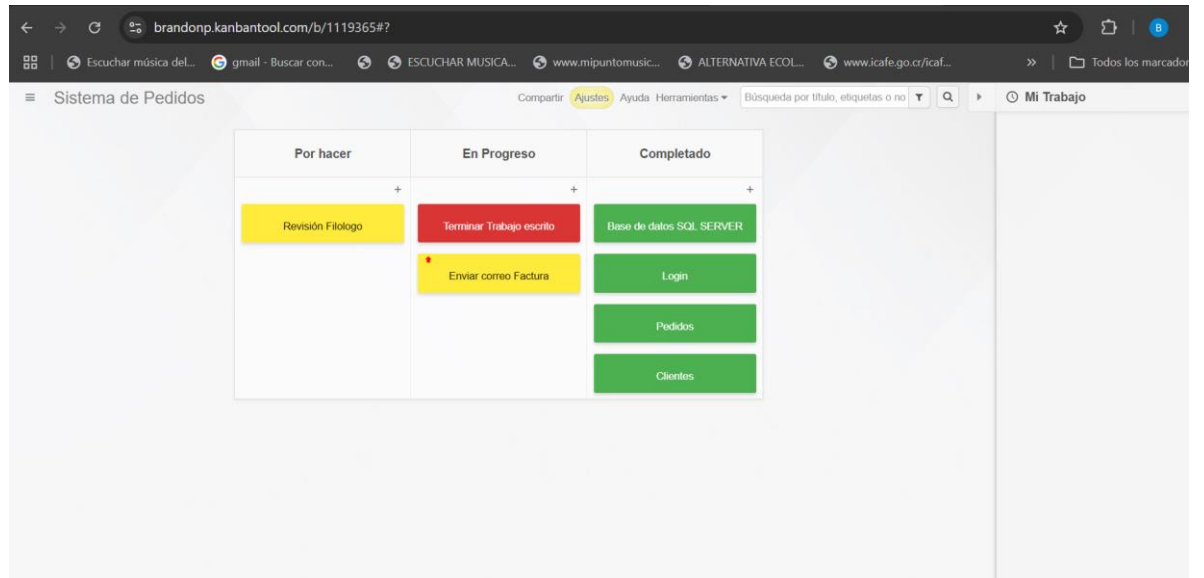 brandonp.kanbantool.com/b/1119365#?
B
Escuchar música del... gmail - Buscar con... ESCUCHAR MUSICA... www.mipuntomusic... ALTERNATIVA ECOL... www.icafe.go.cr/icaf... » Todos los marcador
Sistema de Pedidos Compartir Ajustes Ayuda Herramientas Búsqueda por título, etiquetas o no Mi Trabajo
Por hacer En Progreso Completado
+ + +
Revisión Filologo Terminar Trabajo escrito Base de datos SQL SERVER
Enviar correo Factura Login
Pedidos
Clientes